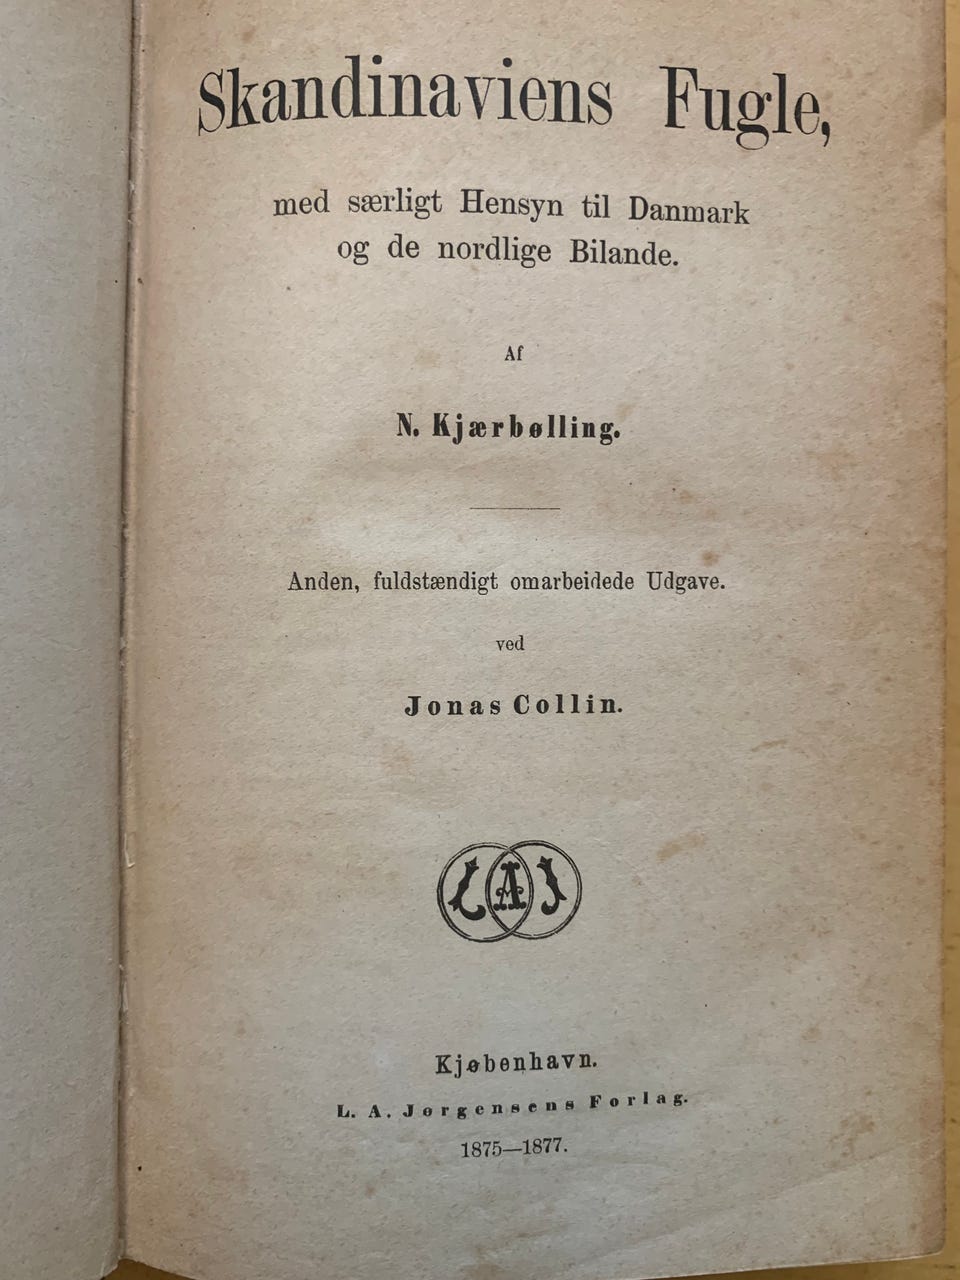 Skandinaviens Fugle,
med særligt Hensyn til Danmark
og de nordlige Bilande.
Af
N. Kjærbølling.
Anden, fuldstændigt omarbeidede Udgave.
ved
Jonas Collin.
L A J
Kjøbenhavn.
L. A. Jørgensens Forlag.
1875—1877.